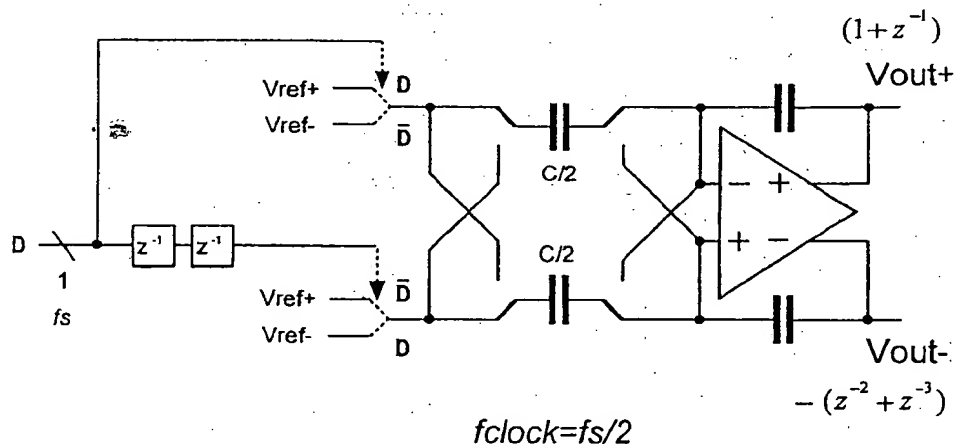 (1+z⁻¹)
Vout+
Vref+
D
Vref-
D̅
C/2
− +
D
z⁻¹
z⁻¹
+ −
1
fs
C/2
Vref+
D̅
Vref-
D
Vout-
−(z⁻²+z⁻³)
fclock=fs/2